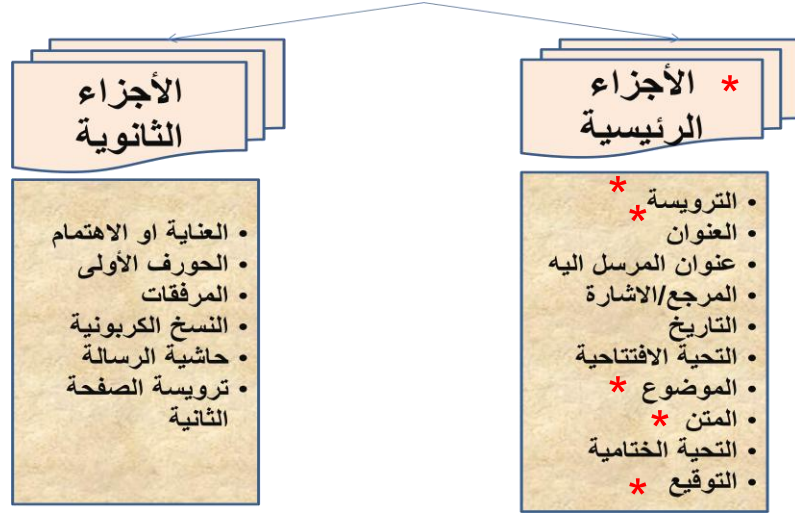 * الأجزاء
الرئيسية
• الترويسة *
• العنوان *
• عنوان المرسل اليه
• المرجع/الاشارة
• التاريخ
• التحية الافتتاحية
• الموضوع *
• المتن *
• التحية الختامية
• التوقيع *
الأجزاء
الثانوية
• العناية او الاهتمام
• الحورف الأولى
• المرفقات
• النسخ الكربونية
• حاشية الرسالة
• ترويسة الصفحة
الثانية